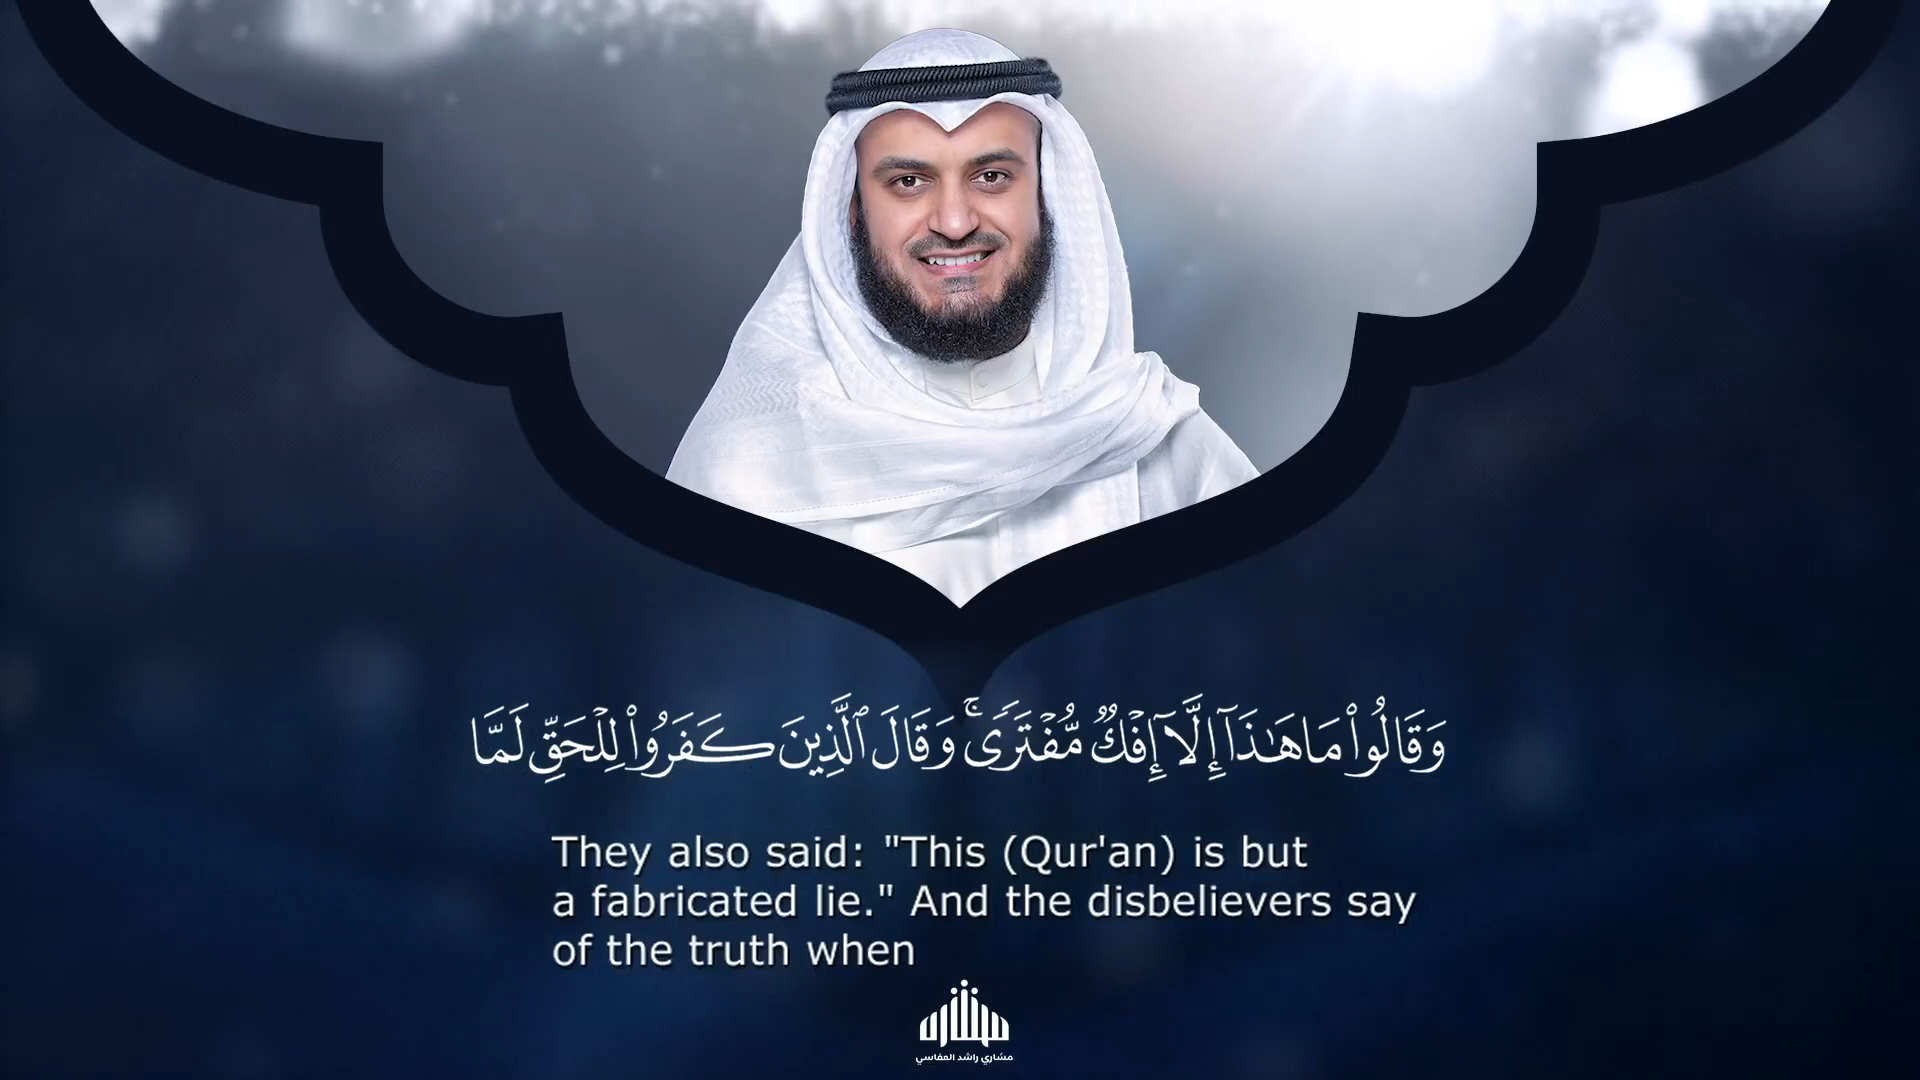 وَقَالُوا۟ مَا هَـٰذَآ إِلَّآ إِفْكٌ مُّفْتَرًى ۚ وَقَالَ ٱلَّذِينَ كَفَرُوا۟ لِلْحَقِّ لَمَّا
They also said: "This (Qur'an) is but
a fabricated lie." And the disbelievers say
of the truth when
مشاري
مشاري راشد العفاسي